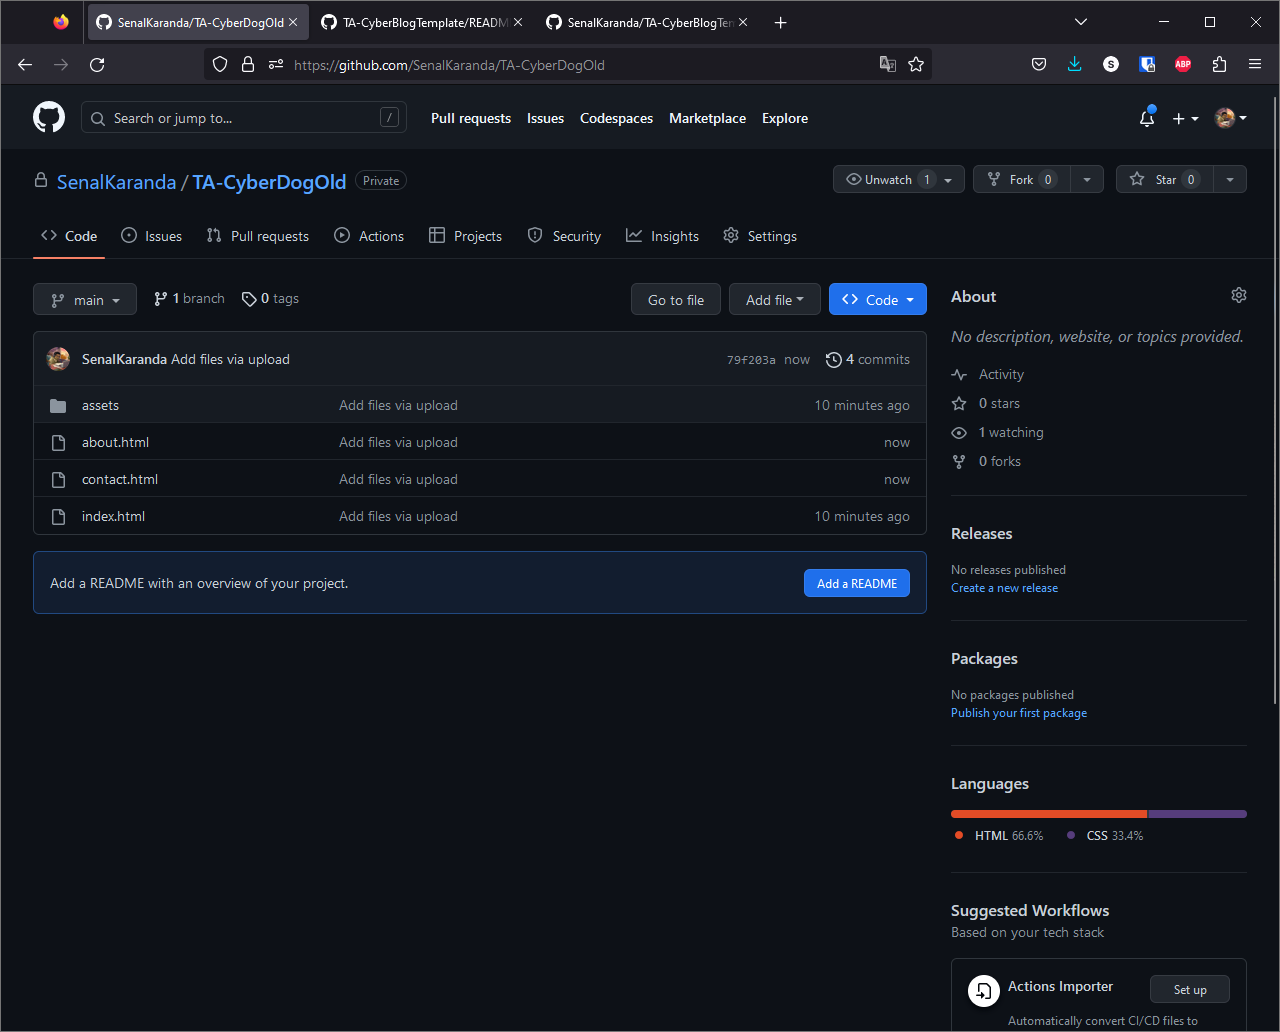 SenalKaranda/TA-CyberDogOld
TA-CyberBlogTemplate/READM
SenalKaranda/TA-CyberBlogTem
https://github.com/SenalKaranda/TA-CyberDogOld
S
ABP
Search or jump to...
/
Pull requests
Issues
Codespaces
Marketplace
Explore
SenalKaranda / TA-CyberDogOld
Private
Unwatch 1
Fork 0
Star 0
Code
Issues
Pull requests
Actions
Projects
Security
Insights
Settings
main
1 branch
0 tags
Go to file
Add file
Code
SenalKaranda Add files via upload
79f203a now
4 commits
assets Add files via upload 10 minutes ago
about.html Add files via upload now
contact.html Add files via upload now
index.html Add files via upload 10 minutes ago
Add a README with an overview of your project.
Add a README
About
No description, website, or topics provided.
Activity
0 stars
1 watching
0 forks
Releases
No releases published
Create a new release
Packages
No packages published
Publish your first package
Languages
HTML 66.6%
CSS 33.4%
Suggested Workflows
Based on your tech stack
Actions Importer
Set up
Automatically convert CI/CD files to